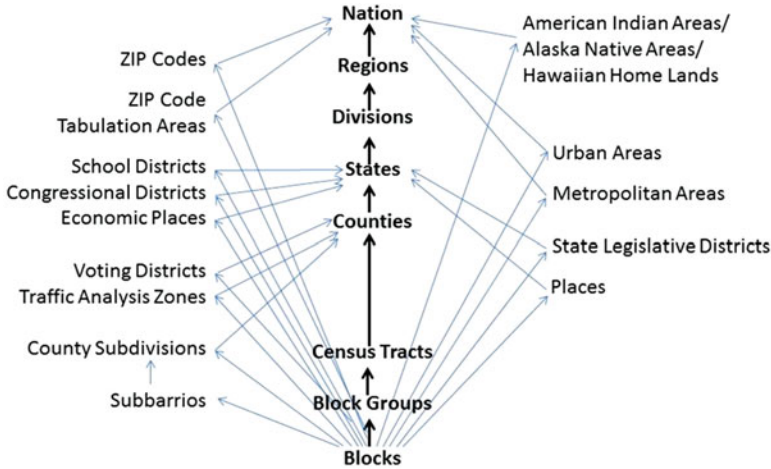 Nation
Regions
Divisions
States
Counties
Census Tracts
Block Groups
Blocks
ZIP Codes
ZIP Code
Tabulation Areas
School Districts
Congressional Districts
Economic Places
Voting Districts
Traffic Analysis Zones
County Subdivisions
Subbarrios
American Indian Areas/
Alaska Native Areas/
Hawaiian Home Lands
Urban Areas
Metropolitan Areas
State Legislative Districts
Places